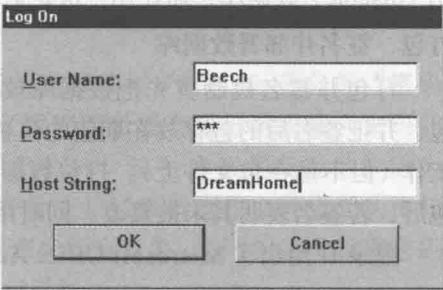 Log On
User Name: Beech
Password: ***
Host String: DreamHome
OK Cancel